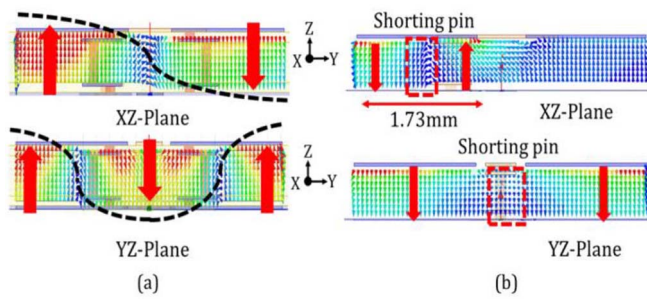 Z
X Y
XZ-Plane
Z
X Y
YZ-Plane
(a)
Shorting pin
1.73mm
XZ-Plane
Shorting pin
YZ-Plane
(b)